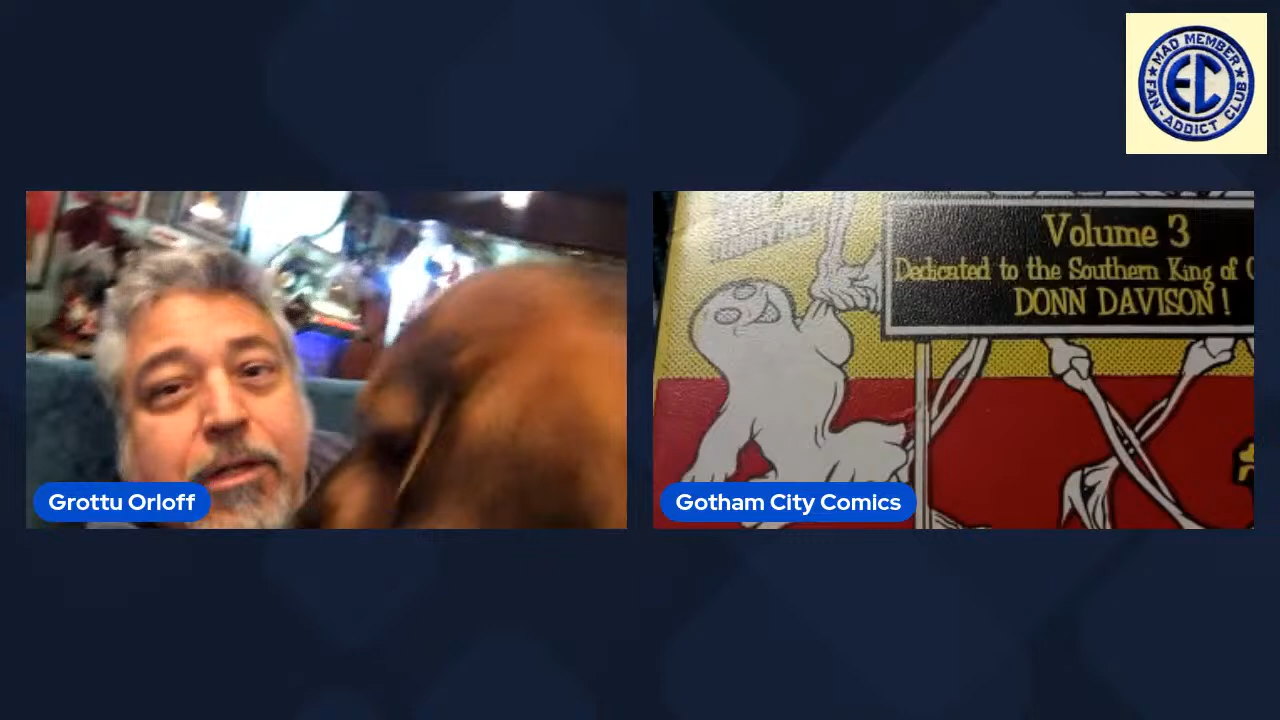 MAD MEMBER
EC
FAN-ADDICT CLUB
Volume 3
Dedicated to the Southern King of
DONN DAVISON!
Grottu Orloff
Gotham City Comics